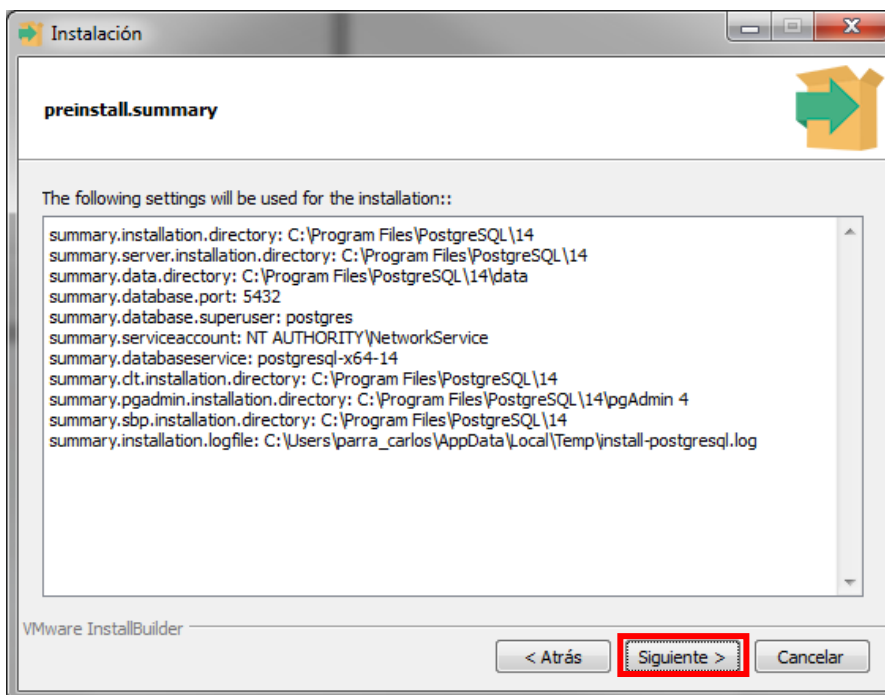 Instalación
preinstall.summary
The following settings will be used for the installation::
summary.installation.directory: C:\Program Files\PostgreSQL\14
summary.server.installation.directory: C:\Program Files\PostgreSQL\14
summary.data.directory: C:\Program Files\PostgreSQL\14\data
summary.database.port: 5432
summary.database.superuser: postgres
summary.serviceaccount: NT AUTHORITY\NetworkService
summary.databaseservice: postgresql-x64-14
summary.clt.installation.directory: C:\Program Files\PostgreSQL\14
summary.pgadmin.installation.directory: C:\Program Files\PostgreSQL\14\pgAdmin 4
summary.sbp.installation.directory: C:\Program Files\PostgreSQL\14
summary.installation.logfile: C:\Users\parra_carlos\AppData\Local\Temp\install-postgresql.log
VMware InstallBuilder
< Atrás
Siguiente >
Cancelar